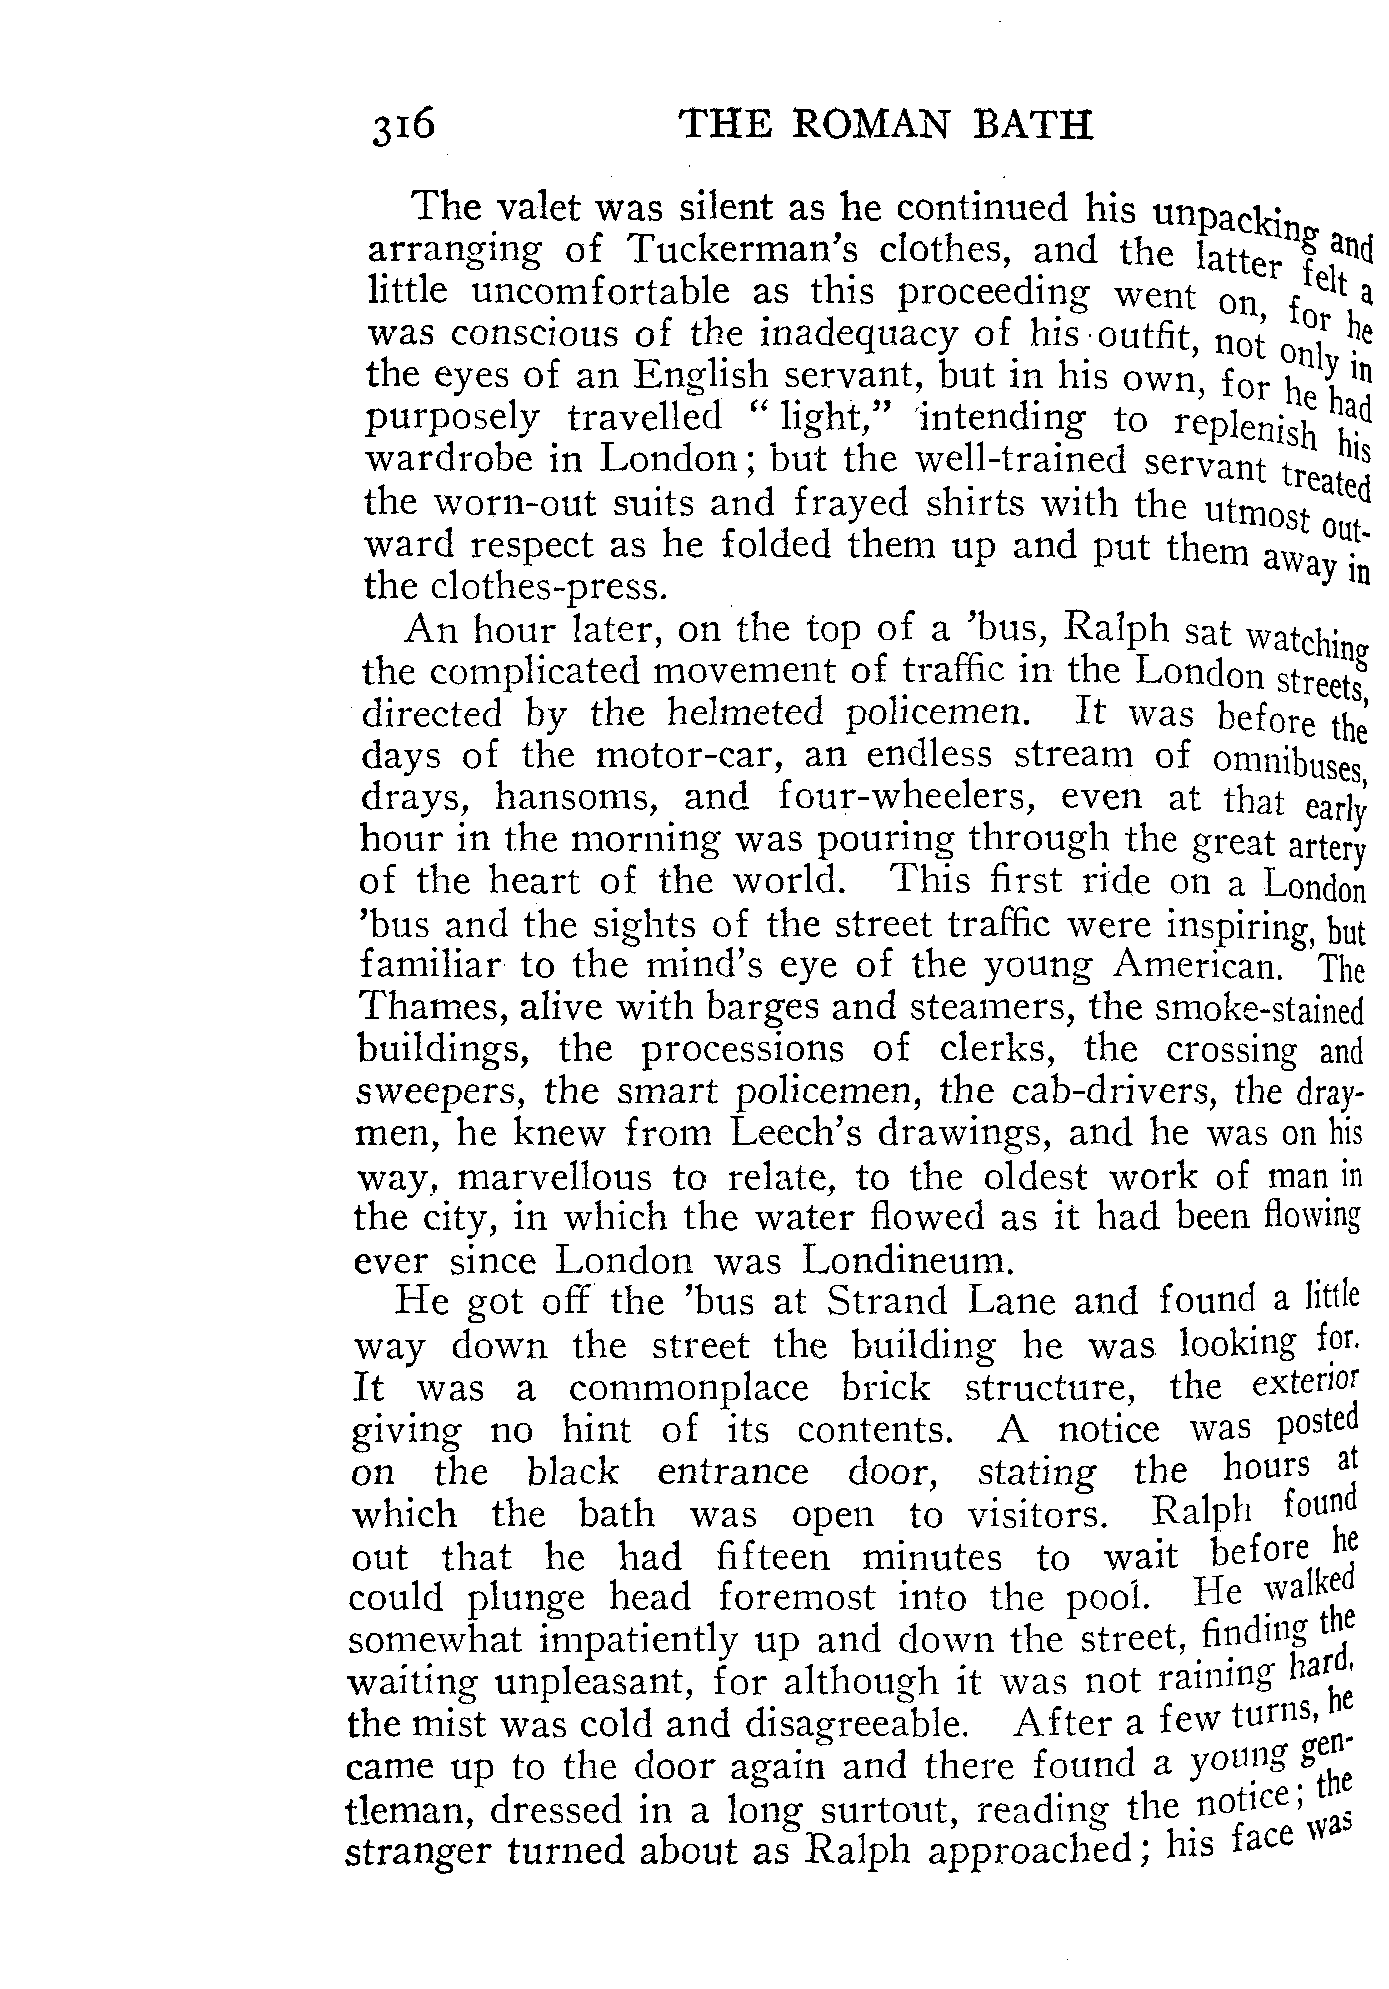 316 THE ROMAN BATH
The valet was silent as he continued his unpacking and
arranging of Tuckerman's clothes, and the latter felt a
little uncomfortable as this proceeding went on, for he
was conscious of the inadequacy of his outfit, not only in
the eyes of an English servant, but in his own, for he had
purposely travelled “ light,” intending to replenish his
wardrobe in London; but the well-trained servant treated
the worn-out suits and frayed shirts with the utmost out-
ward respect as he folded them up and put them away in
the clothes-press.
An hour later, on the top of a 'bus, Ralph sat watching
the complicated movement of traffic in the London streets,
directed by the helmeted policemen. It was before the
days of the motor-car, an endless stream of omnibuses,
drays, hansoms, and four-wheelers, even at that early
hour in the morning was pouring through the great artery
of the heart of the world. This first ride on a London
'bus and the sights of the street traffic were inspiring, but
familiar to the mind's eye of the young American. The
Thames, alive with barges and steamers, the smoke-stained
buildings, the processions of clerks, the crossing and
sweepers, the smart policemen, the cab-drivers, the dray-
men, he knew from Leech's drawings, and he was on his
way, marvellous to relate, to the oldest work of man in
the city, in which the water flowed as it had been flowing
ever since London was Londineum.
He got off the 'bus at Strand Lane and found a little
way down the street the building he was looking for.
It was a commonplace brick structure, the exterior
giving no hint of its contents. A notice was posted
on the black entrance door, stating the hours at
which the bath was open to visitors. Ralph found
out that he had fifteen minutes to wait before he
could plunge head foremost into the pool. He walked
somewhat impatiently up and down the street, finding the
waiting unpleasant, for although it was not raining hard,
the mist was cold and disagreeable. After a few turns, he
came up to the door again and there found a young gen-
tleman, dressed in a long surtout, reading the notice; the
stranger turned about as Ralph approached; his face was